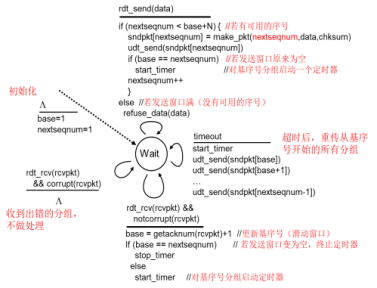 rdt_send(data)
if (nextseqnum < base+N) { //若有可用的序号
sndpkt[nextseqnum] = make_pkt(nextseqnum,data,chksum)
udt_send(sndpkt[nextseqnum])
if (base == nextseqnum) //若发送窗口原来为空
start_timer //对基序号分组启动一个定时器
nextseqnum++
}
else //若发送窗口满（没有可用的序号）
refuse_data(data)
初始化
Λ
base=1
nextseqnum=1
Wait
timeout
start_timer
udt_send(sndpkt[base])
udt_send(sndpkt[base+1])
…
udt_send(sndpkt[nextseqnum-1])
超时后，重传从基序
号开始的所有分组
rdt_rcv(rcvpkt)
&& corrupt(rcvpkt)
Λ
收到出错的分组，
不做处理
rdt_rcv(rcvpkt) &&
notcorrupt(rcvpkt)
base = getacknum(rcvpkt)+1 //更新基序号（滑动窗口）
If (base == nextseqnum) // 若发送窗口变为空，终止定时器
stop_timer
else
start_timer //对基序号分组启动定时器